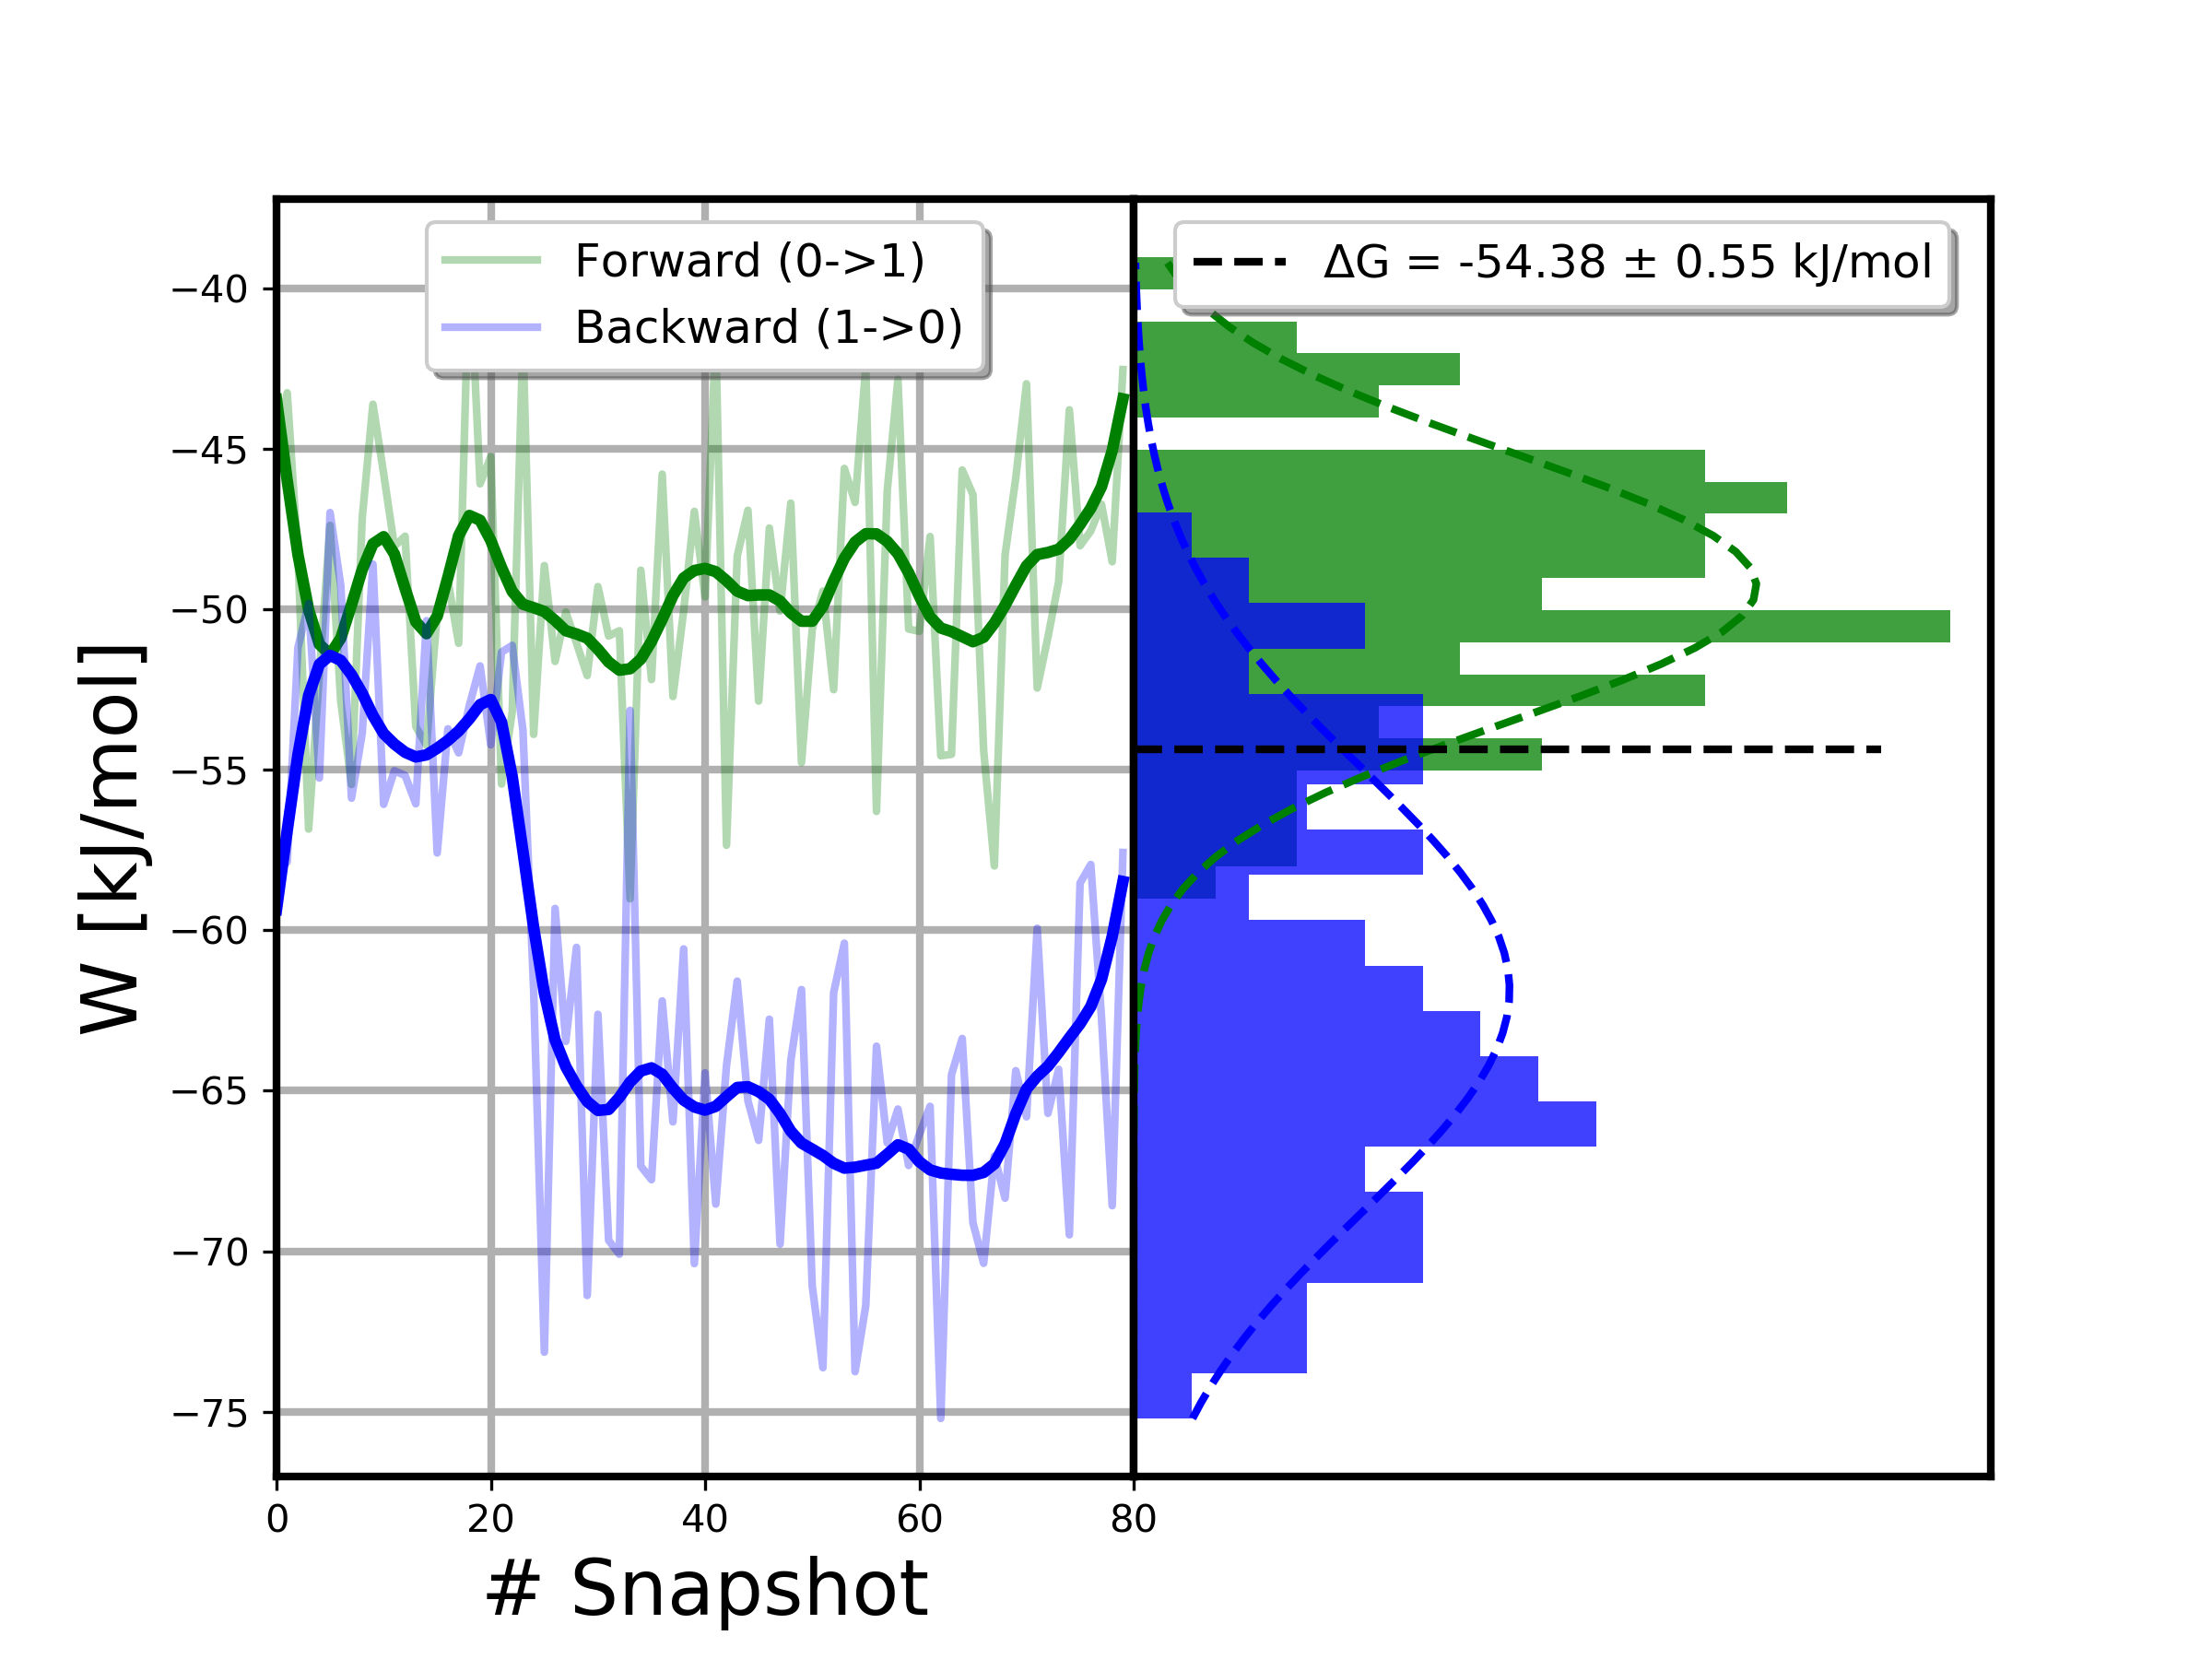 Forward (0->1)
Backward (1->0)
ΔG = -54.38 ± 0.55 kJ/mol
−40
−45
−50
−55
−60
−65
−70
−75
W [kJ/mol]
0 20 40 60 80
# Snapshot